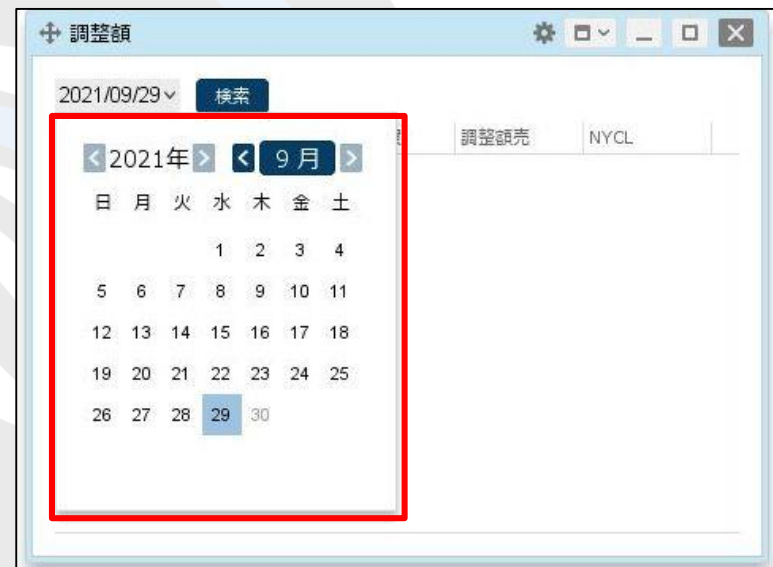 調整額
2021/09/29 検索
調整額売 NYCL
2021年 9月
日 月 火 水 木 金 土
1 2 3 4
5 6 7 8 9 10 11
12 13 14 15 16 17 18
19 20 21 22 23 24 25
26 27 28 29 30